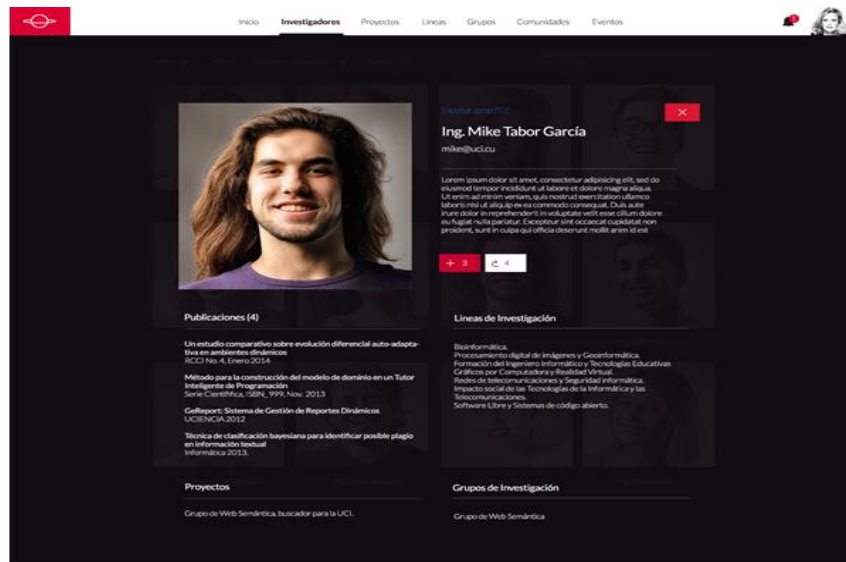 Inicio Investigadores Proyectos Líneas Grupos Comunidades Eventos
1
Exportar como PDF
Ing. Mike Tabor García
mike@uci.cu
Lorem ipsum dolor sit amet, consectetur adipisicing elit, sed do
eiusmod tempor incididunt ut labore et dolore magna aliqua.
Ut enim ad minim veniam, quis nostrud exercitation ullamco
laboris nisi ut aliquip ex ea commodo consequat. Duis aute
irure dolor in reprehenderit in voluptate velit esse cillum dolore
eu fugiat nulla pariatur. Excepteur sint occaecat cupidatat non
proident, sunt in culpa qui officia deserunt mollit anim id est
+ 3
4
Publicaciones (4)
Un estudio comparativo sobre evolución diferencial auto-adapta-
tiva en ambientes dinámicos
RCCI No. 4, Enero 2014
Método para la construcción del modelo de dominio en un Tutor
Inteligente de Programación
Serie Científifica, ISBN_999, Nov. 2013
GeReport: Sistema de Gestión de Reportes Dinámicos
UCIENCIA 2012
Técnica de clasificación bayesiana para identificar posible plagio
en información textual
Informática 2013.
Lineas de Investigación
Bioinformática.
Procesamiento digital de imágenes y Geoinformática.
Formación del Ingeniero Informático y Tecnologías Educativas
Gráficos por Computadora y Realidad Virtual.
Redes de telecomunicaciones y Seguridad informática.
Impacto social de las Tecnologías de la Informática y las
Telecomunicaciones.
Software Libre y Sistemas de código abierto.
Proyectos
Grupo de Web Semántica, buscador para la UCI.
Grupos de Investigación
Grupo de Web Semántica